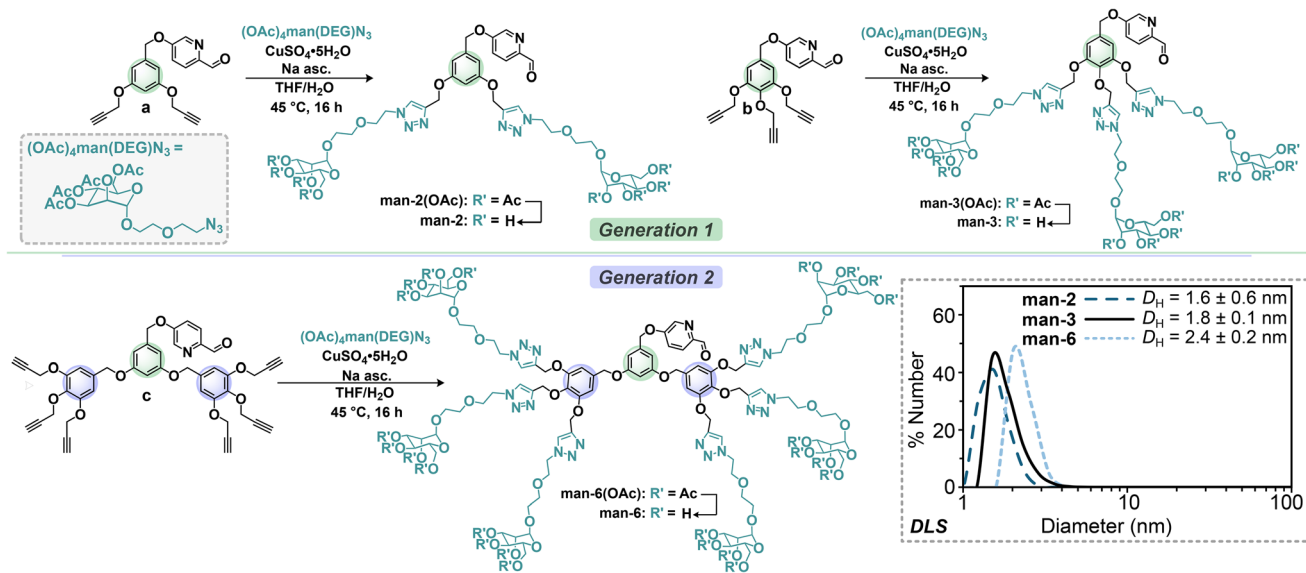 (OAc)₄man(DEG)N₃
CuSO₄•5H₂O
Na asc.
THF/H₂O
45 °C, 16 h
a
O
N
O
O
O
(OAc)₄man(DEG)N₃ =
OAc
AcO
AcO
AcO
O
O
O
N₃
man-2(OAc): R' = Ac
man-2: R' = H
R'O
OR'
N=N
N
O
(OAc)₄man(DEG)N₃
CuSO₄•5H₂O
Na asc.
THF/H₂O
45 °C, 16 h
b
man-3(OAc): R' = Ac
man-3: R' = H
Generation 1
Generation 2
(OAc)₄man(DEG)N₃
CuSO₄•5H₂O
Na asc.
THF/H₂O
45 °C, 16 h
c
man-6(OAc): R' = Ac
man-6: R' = H
man-2 D_H = 1.6 ± 0.6 nm
man-3 D_H = 1.8 ± 0.1 nm
man-6 D_H = 2.4 ± 0.2 nm
% Number
60
40
20
0
1 10 100
DLS
Diameter (nm)